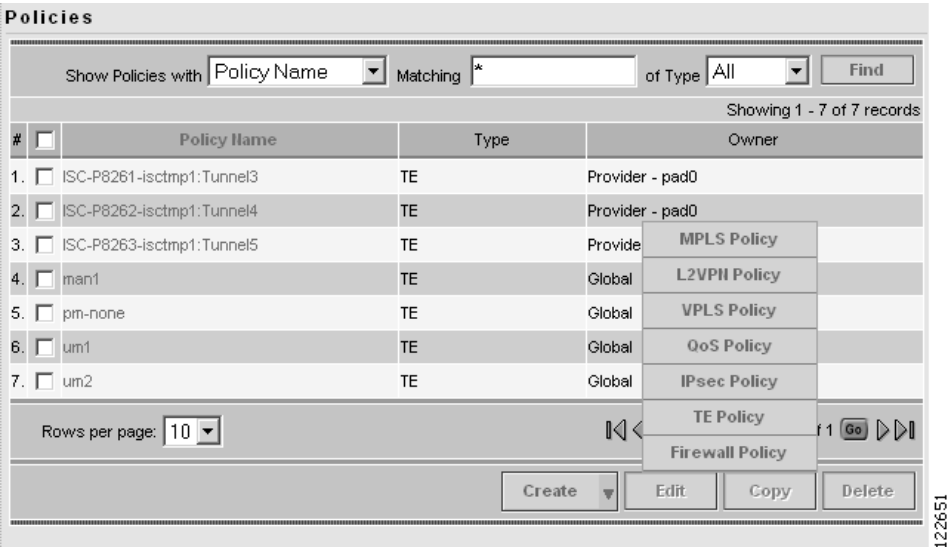 Policies
Show Policies with Policy Name Matching * of Type All Find
Showing 1 - 7 of 7 records
# Policy Name Type Owner
1. ISC-P8261-isctmp1:Tunnel3 TE Provider - pad0
2. ISC-P8262-isctmp1:Tunnel4 TE Provider - pad0
3. ISC-P8263-isctmp1:Tunnel5 TE Provide
4. man1 TE Global
5. pm-none TE Global
6. um1 TE Global
7. um2 TE Global
MPLS Policy
L2VPN Policy
VPLS Policy
QoS Policy
IPsec Policy
TE Policy
Firewall Policy
Rows per page: 10 f 1 Go
Create Edit Copy Delete
122651